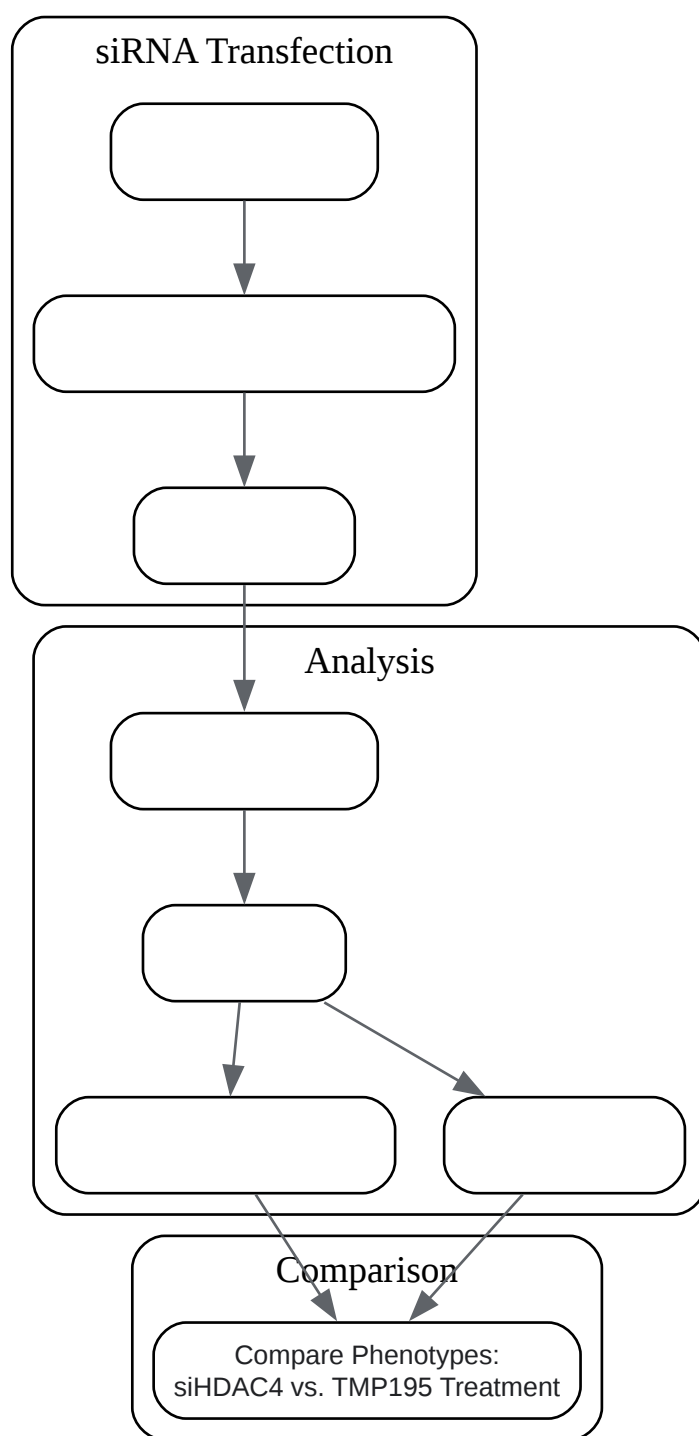 siRNA Transfection
Analysis
Comparison
Compare Phenotypes:
siHDAC4 vs. TMP195 Treatment